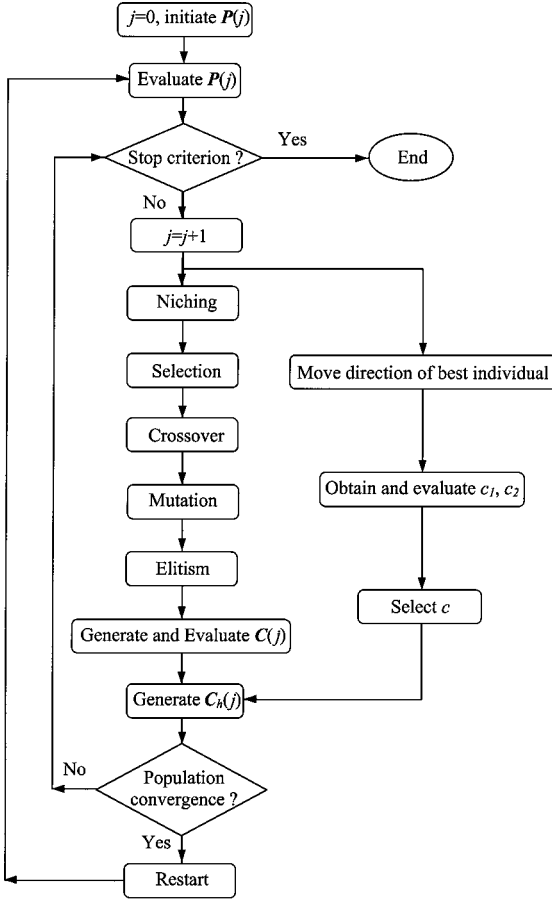 j=0, initiate P(j)
Evaluate P(j)
Stop criterion ?
Yes
End
No
j=j+1
Niching
Selection
Crossover
Mutation
Elitism
Generate and Evaluate C(j)
Move direction of best individual
Obtain and evaluate c1, c2
Select c
Generate Ch(j)
Population
convergence ?
No
Yes
Restart